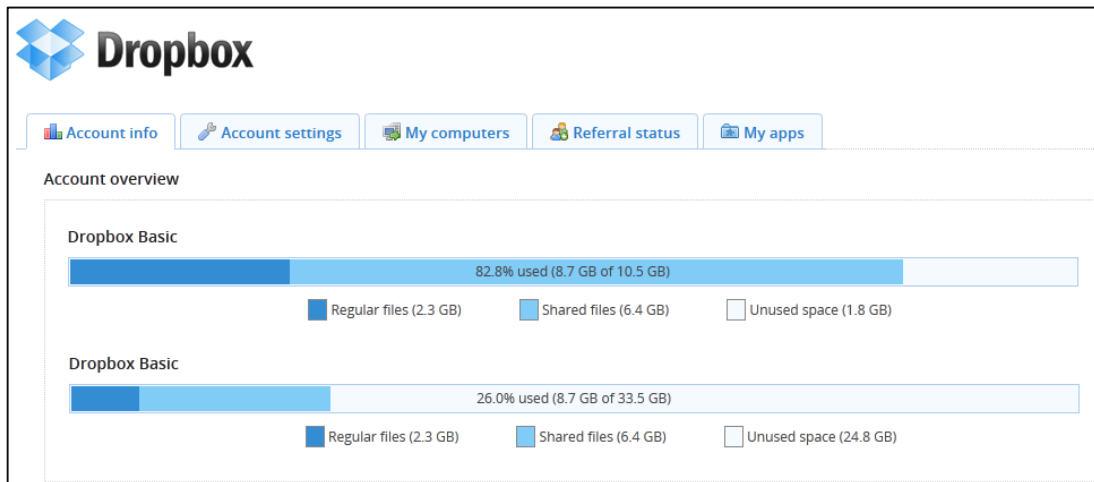 Dropbox
Account info Account settings My computers Referral status My apps
Account overview
Dropbox Basic
82.8% used (8.7 GB of 10.5 GB)
Regular files (2.3 GB) Shared files (6.4 GB) Unused space (1.8 GB)
Dropbox Basic
26.0% used (8.7 GB of 33.5 GB)
Regular files (2.3 GB) Shared files (6.4 GB) Unused space (24.8 GB)